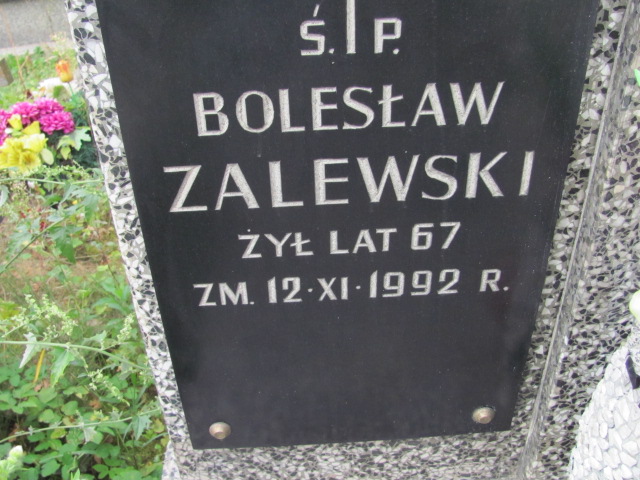 Ś. P.
BOLESŁAW
ZALEWSKI
ŻYŁ LAT 67
ZM. 12·XI·1992 R.